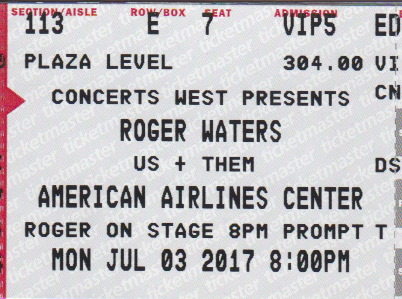 SECTION/AISLE ROW/BOX SEAT ADMISSION
113 E 7 VIP5 ED
PLAZA LEVEL 304.00 VI
CONCERTS WEST PRESENTS CN
ROGER WATERS
US + THEM DS
AMERICAN AIRLINES CENTER
ROGER ON STAGE 8PM PROMPT T
MON JUL 03 2017 8:00PM
ticketmaster